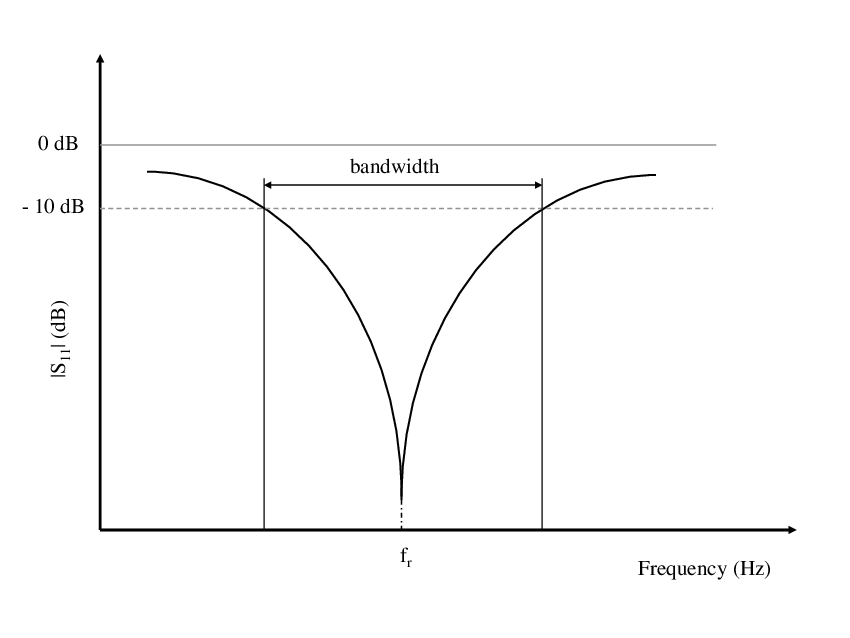 0 dB
bandwidth
- 10 dB
|S₁₁| (dB)
fᵣ
Frequency (Hz)